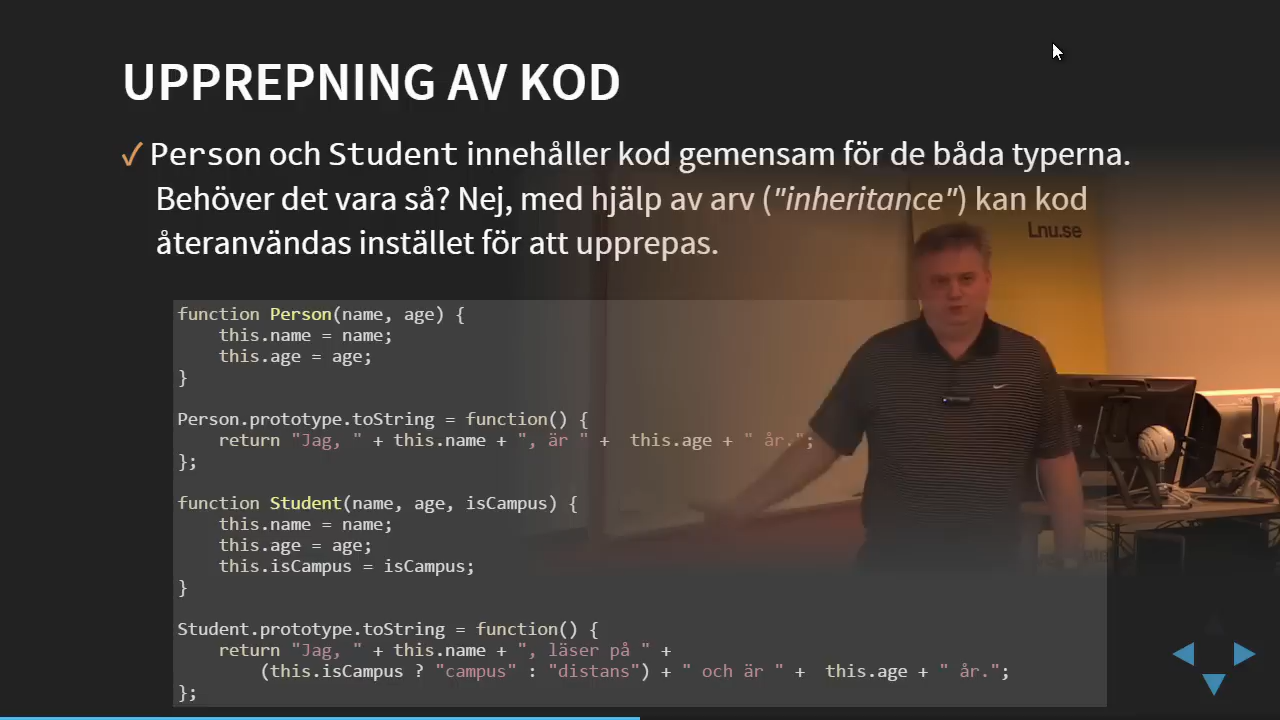 UPPREPNING AV KOD
✓ Person och Student innehåller kod gemensam för de båda typerna.
Behöver det vara så? Nej, med hjälp av arv ("inheritance") kan kod
återanvändas istället för att upprepas.
Lnu.se
function Person(name, age) {
    this.name = name;
    this.age = age;
}
Person.prototype.toString = function() {
    return "Jag, " + this.name + ", är " +  this.age + " år.";
};
function Student(name, age, isCampus) {
    this.name = name;
    this.age = age;
    this.isCampus = isCampus;
}
Student.prototype.toString = function() {
    return "Jag, " + this.name + ", läser på " +
        (this.isCampus ? "campus" : "distans") + " och är " +  this.age + " år.";
};